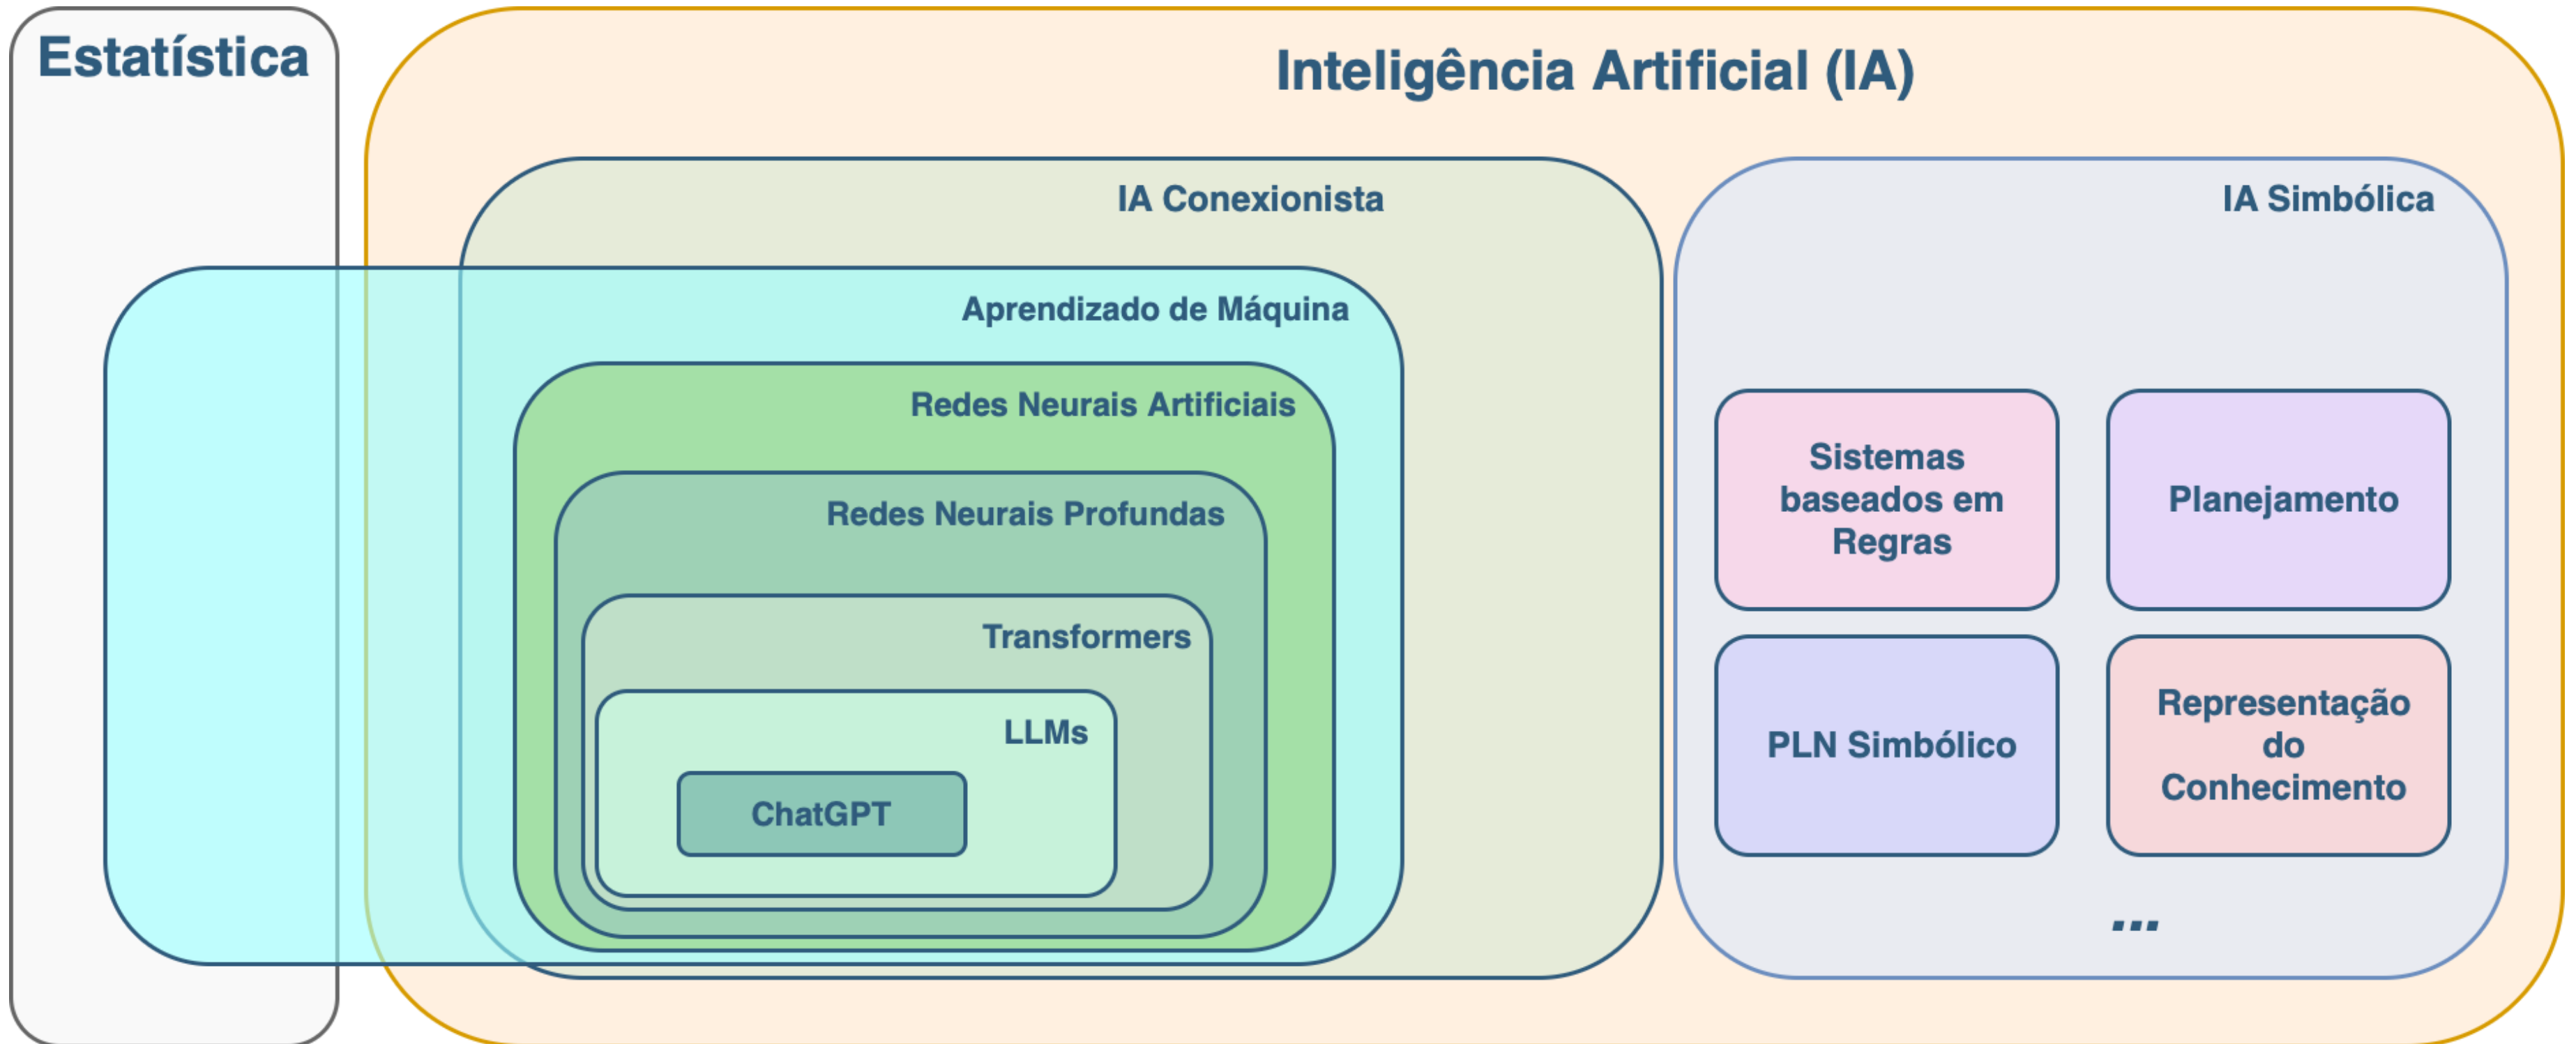 Estatística
Inteligência Artificial (IA)
IA Conexionista
IA Simbólica
Aprendizado de Máquina
Redes Neurais Artificiais
Redes Neurais Profundas
Transformers
LLMs
ChatGPT
Sistemas
baseados em
Regras
Planejamento
PLN Simbólico
Representação
do
Conhecimento
...